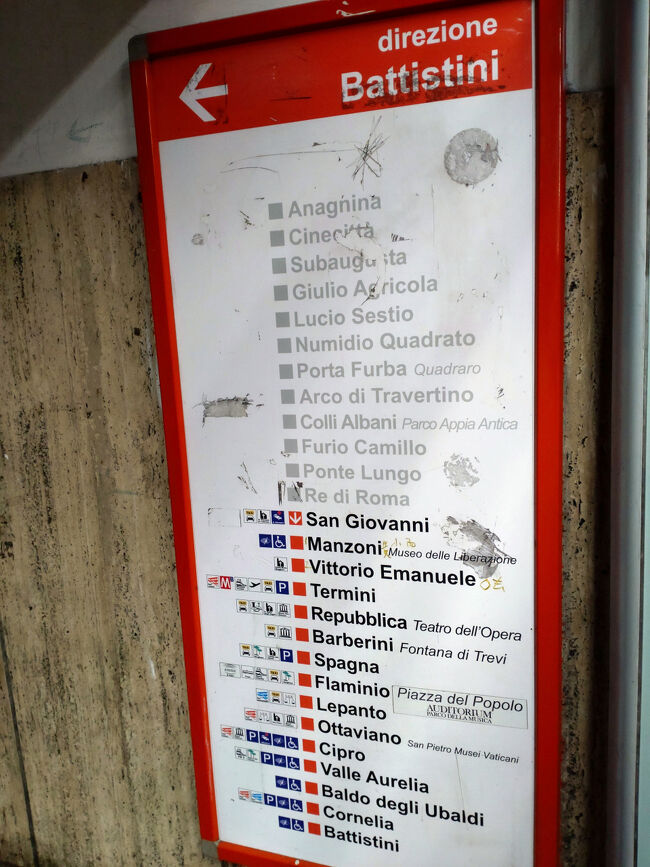 direzione
Battistini
Anagnina
Cinecittà
Subaugusta
Giulio Agricola
Lucio Sestio
Numidio Quadrato
Porta Furba Quadraro
Arco di Travertino
Colli Albani Parco Appia Antica
Furio Camillo
Ponte Lungo
Re di Roma
San Giovanni
Manzoni Museo delle Liberazione
Vittorio Emanuele
M P Termini
Repubblica Teatro dell'Opera
Barberini Fontana di Trevi
P Spagna
Flaminio Piazza del Popolo
AUDITORIUM
PARCO DELLA MUSICA
Lepanto
Ottaviano San Pietro Musei Vaticani
P Cipro
P Valle Aurelia
Baldo degli Ubaldi
P Cornelia
Battistini